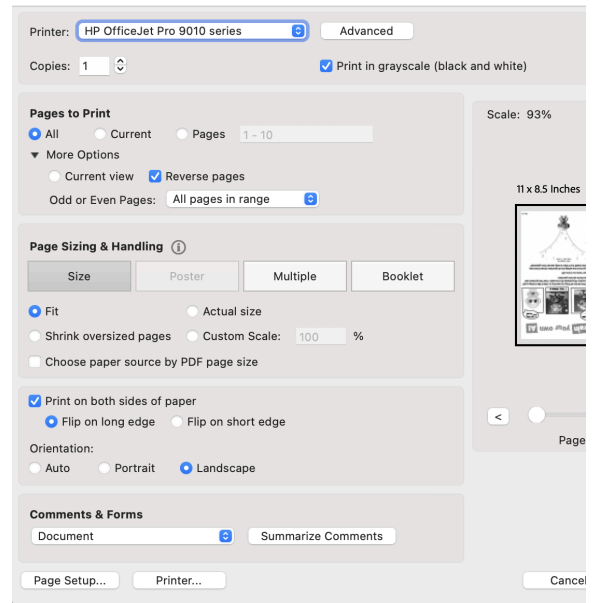 Printer: HP OfficeJet Pro 9010 series Advanced
Copies: 1 Print in grayscale (black and white)
Pages to Print
All Current Pages 1 - 10
More Options
Current view Reverse pages
Odd or Even Pages: All pages in range
Page Sizing & Handling i
Size Poster Multiple Booklet
Fit Actual size
Shrink oversized pages Custom Scale: 100 %
Choose paper source by PDF page size
Print on both sides of paper
Flip on long edge Flip on short edge
Orientation:
Auto Portrait Landscape
Comments & Forms
Document Summarize Comments
Page Setup... Printer...
Scale: 93%
11 x 8.5 Inches
your own AI
<
Page
Cancel